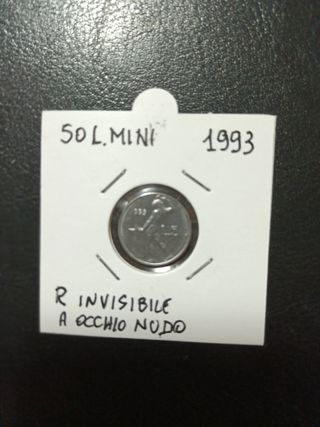 50 L. MINI 1993
R INVISIBILE
A OCCHIO NUDO